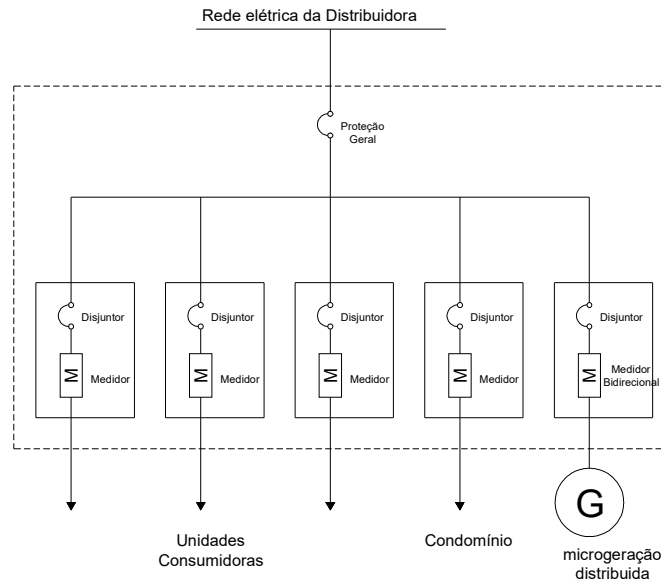 Rede elétrica da Distribuidora
Proteção
Geral
Disjuntor
Disjuntor
Disjuntor
Disjuntor
Disjuntor
M
Medidor
M
Medidor
M
Medidor
M
Medidor
M
Medidor
Bidirecional
G
Unidades
Consumidoras
Condomínio
microgeração
distribuida